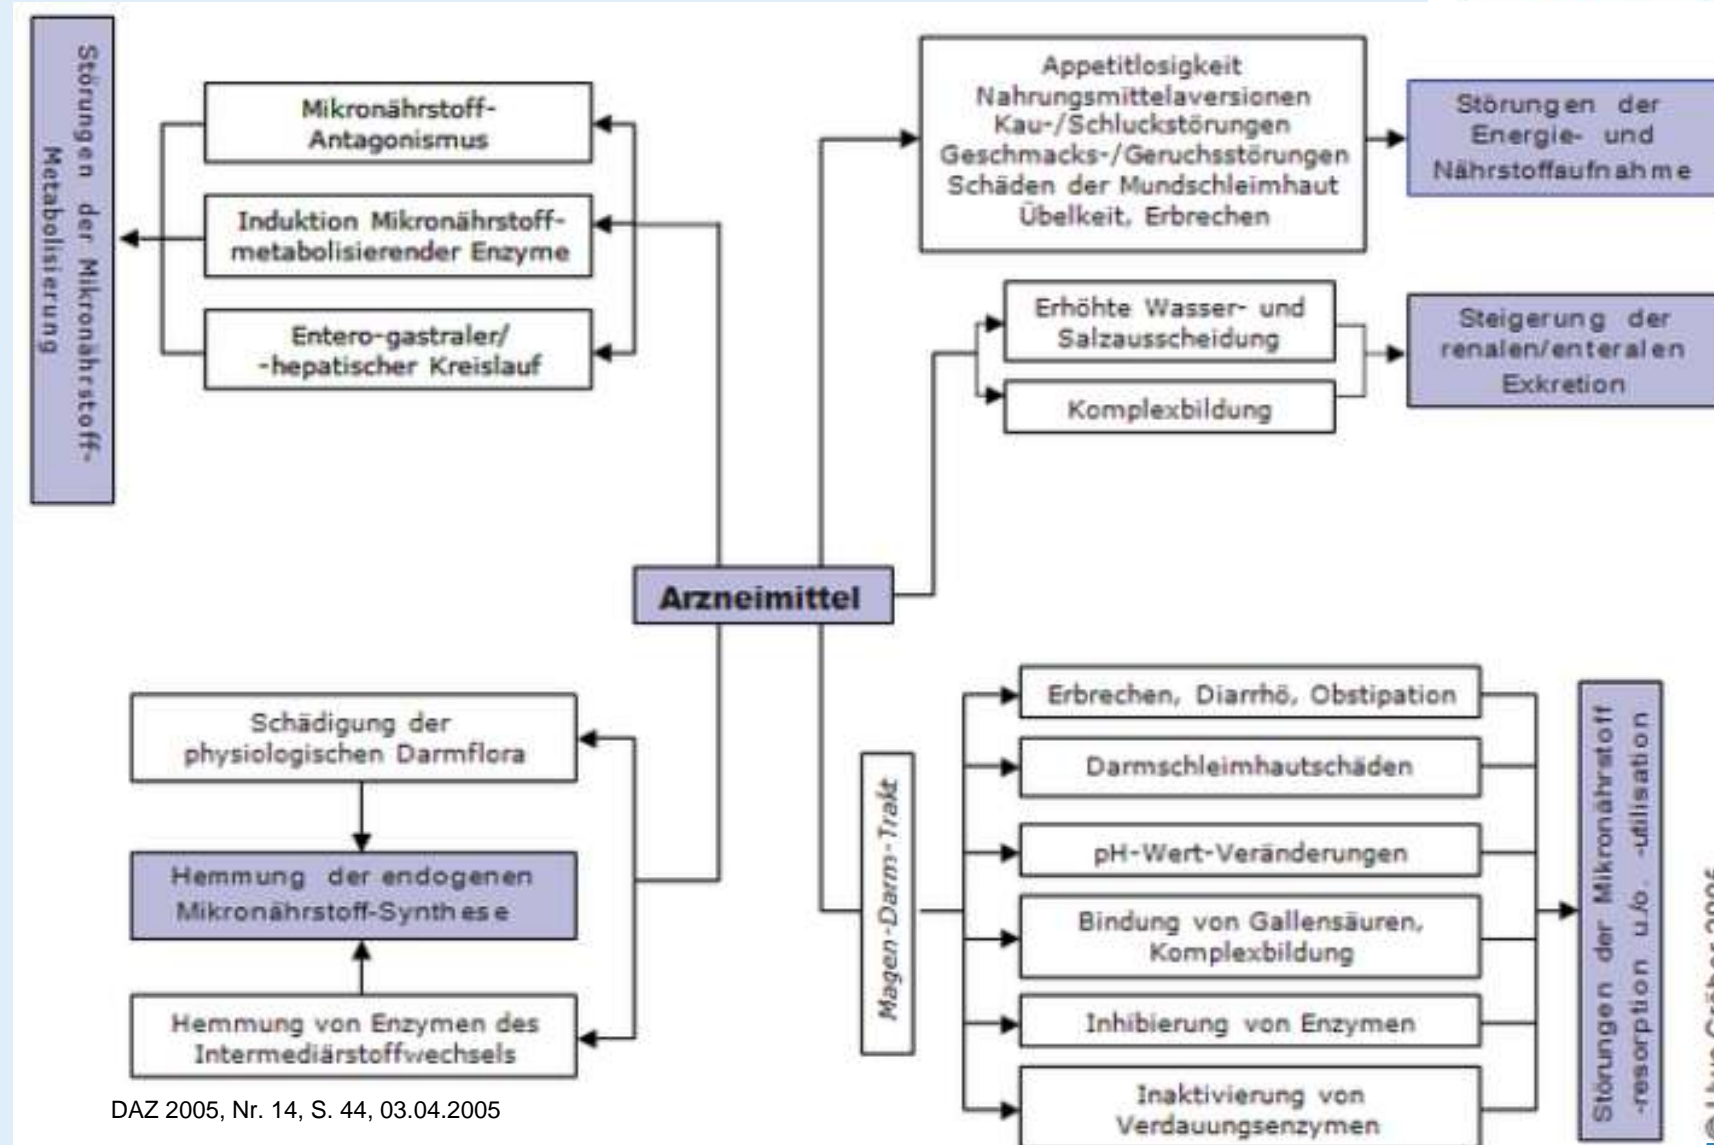 Störungen der Mikronährstoff-
Metabolisierung
Mikronährstoff-
Antagonismus
Induktion Mikronährstoff-
metabolisierender Enzyme
Entero-gastraler/
-hepatischer Kreislauf
Appetitlosigkeit
Nahrungsmittelaversionen
Kau-/Schluckstörungen
Geschmacks-/Geruchsstörungen
Schäden der Mundschleimhaut
Übelkeit, Erbrechen
Störungen der
Energie- und
Nährstoffaufnahme
Erhöhte Wasser- und
Salzausscheidung
Komplexbildung
Steigerung der
renalen/enteralen
Exkretion
Arzneimittel
Schädigung der
physiologischen Darmflora
Hemmung der endogenen
Mikronährstoff-Synthese
Hemmung von Enzymen des
Intermediärstoffwechsels
Magen-Darm-Trakt
Erbrechen, Diarrhö, Obstipation
Darmschleimhautschäden
pH-Wert-Veränderungen
Bindung von Gallensäuren,
Komplexbildung
Inhibierung von Enzymen
Inaktivierung von
Verdauungsenzymen
Störungen der Mikronährstoff
-resorption u./o. -utilisation
DAZ 2005, Nr. 14, S. 44, 03.04.2005